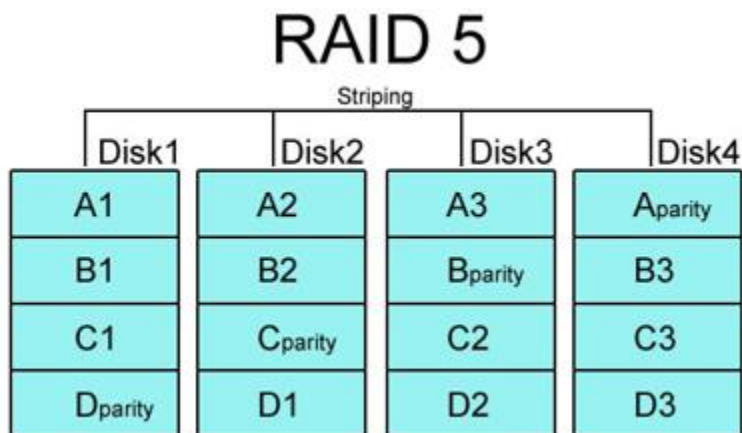 RAID 5
Striping
Disk1 Disk2 Disk3 Disk4
A1 A2 A3 Aparity
B1 B2 Bparity B3
C1 Cparity C2 C3
Dparity D1 D2 D3